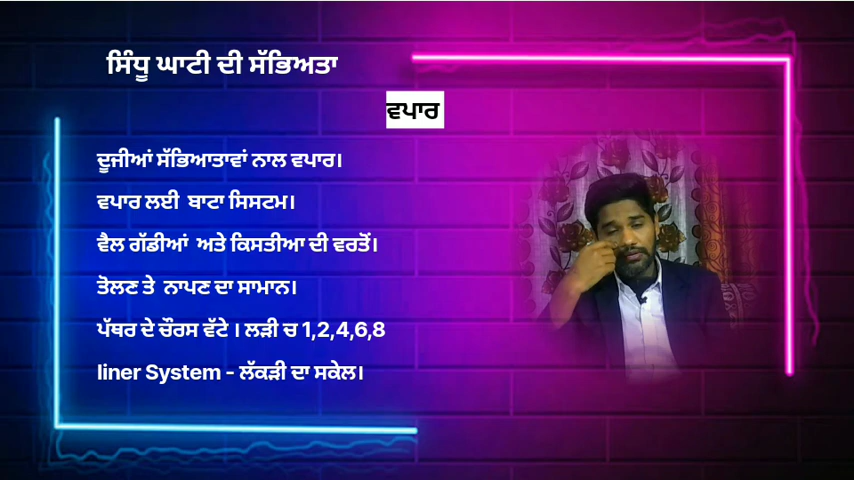 ਸਿੰਧੂ ਘਾਟੀ ਦੀ ਸੱਭਿਅਤਾ
ਵਪਾਰ
ਦੂਜੀਆਂ ਸੱਭਿਆਤਾਵਾਂ ਨਾਲ ਵਪਾਰ।
ਵਪਾਰ ਲਈ ਬਾਟਾ ਸਿਸਟਮ।
ਵੈਲ ਗੱਡੀਆਂ ਅਤੇ ਕਿਸਤੀਆ ਦੀ ਵਰਤੋਂ।
ਤੋਲਣ ਤੇ ਨਾਪਣ ਦਾ ਸਾਮਾਨ।
ਪੱਥਰ ਦੇ ਚੌਰਸ ਵੱਟੇ । ਲੜੀ ਚ 1,2,4,6,8
liner System - ਲੱਕੜੀ ਦਾ ਸਕੇਲ।